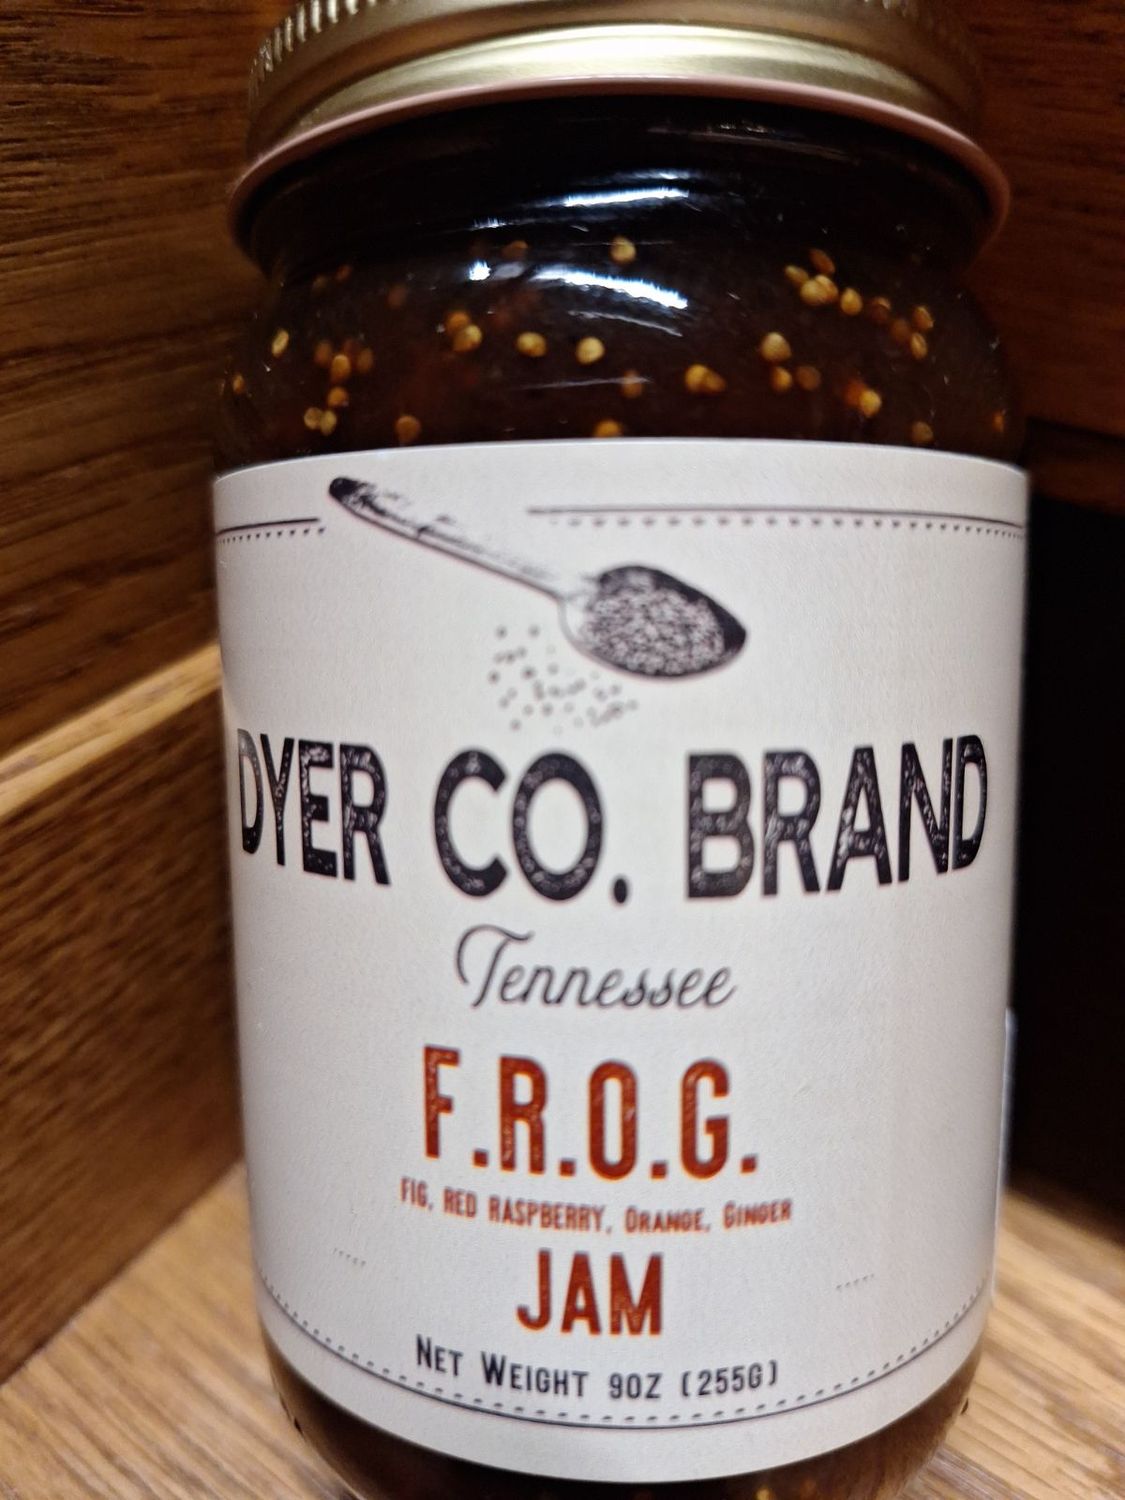 DYER CO. BRAND
Tennessee
F.R.O.G.
FIG, RED RASPBERRY, ORANGE, GINGER
JAM
NET WEIGHT 9OZ (255G)